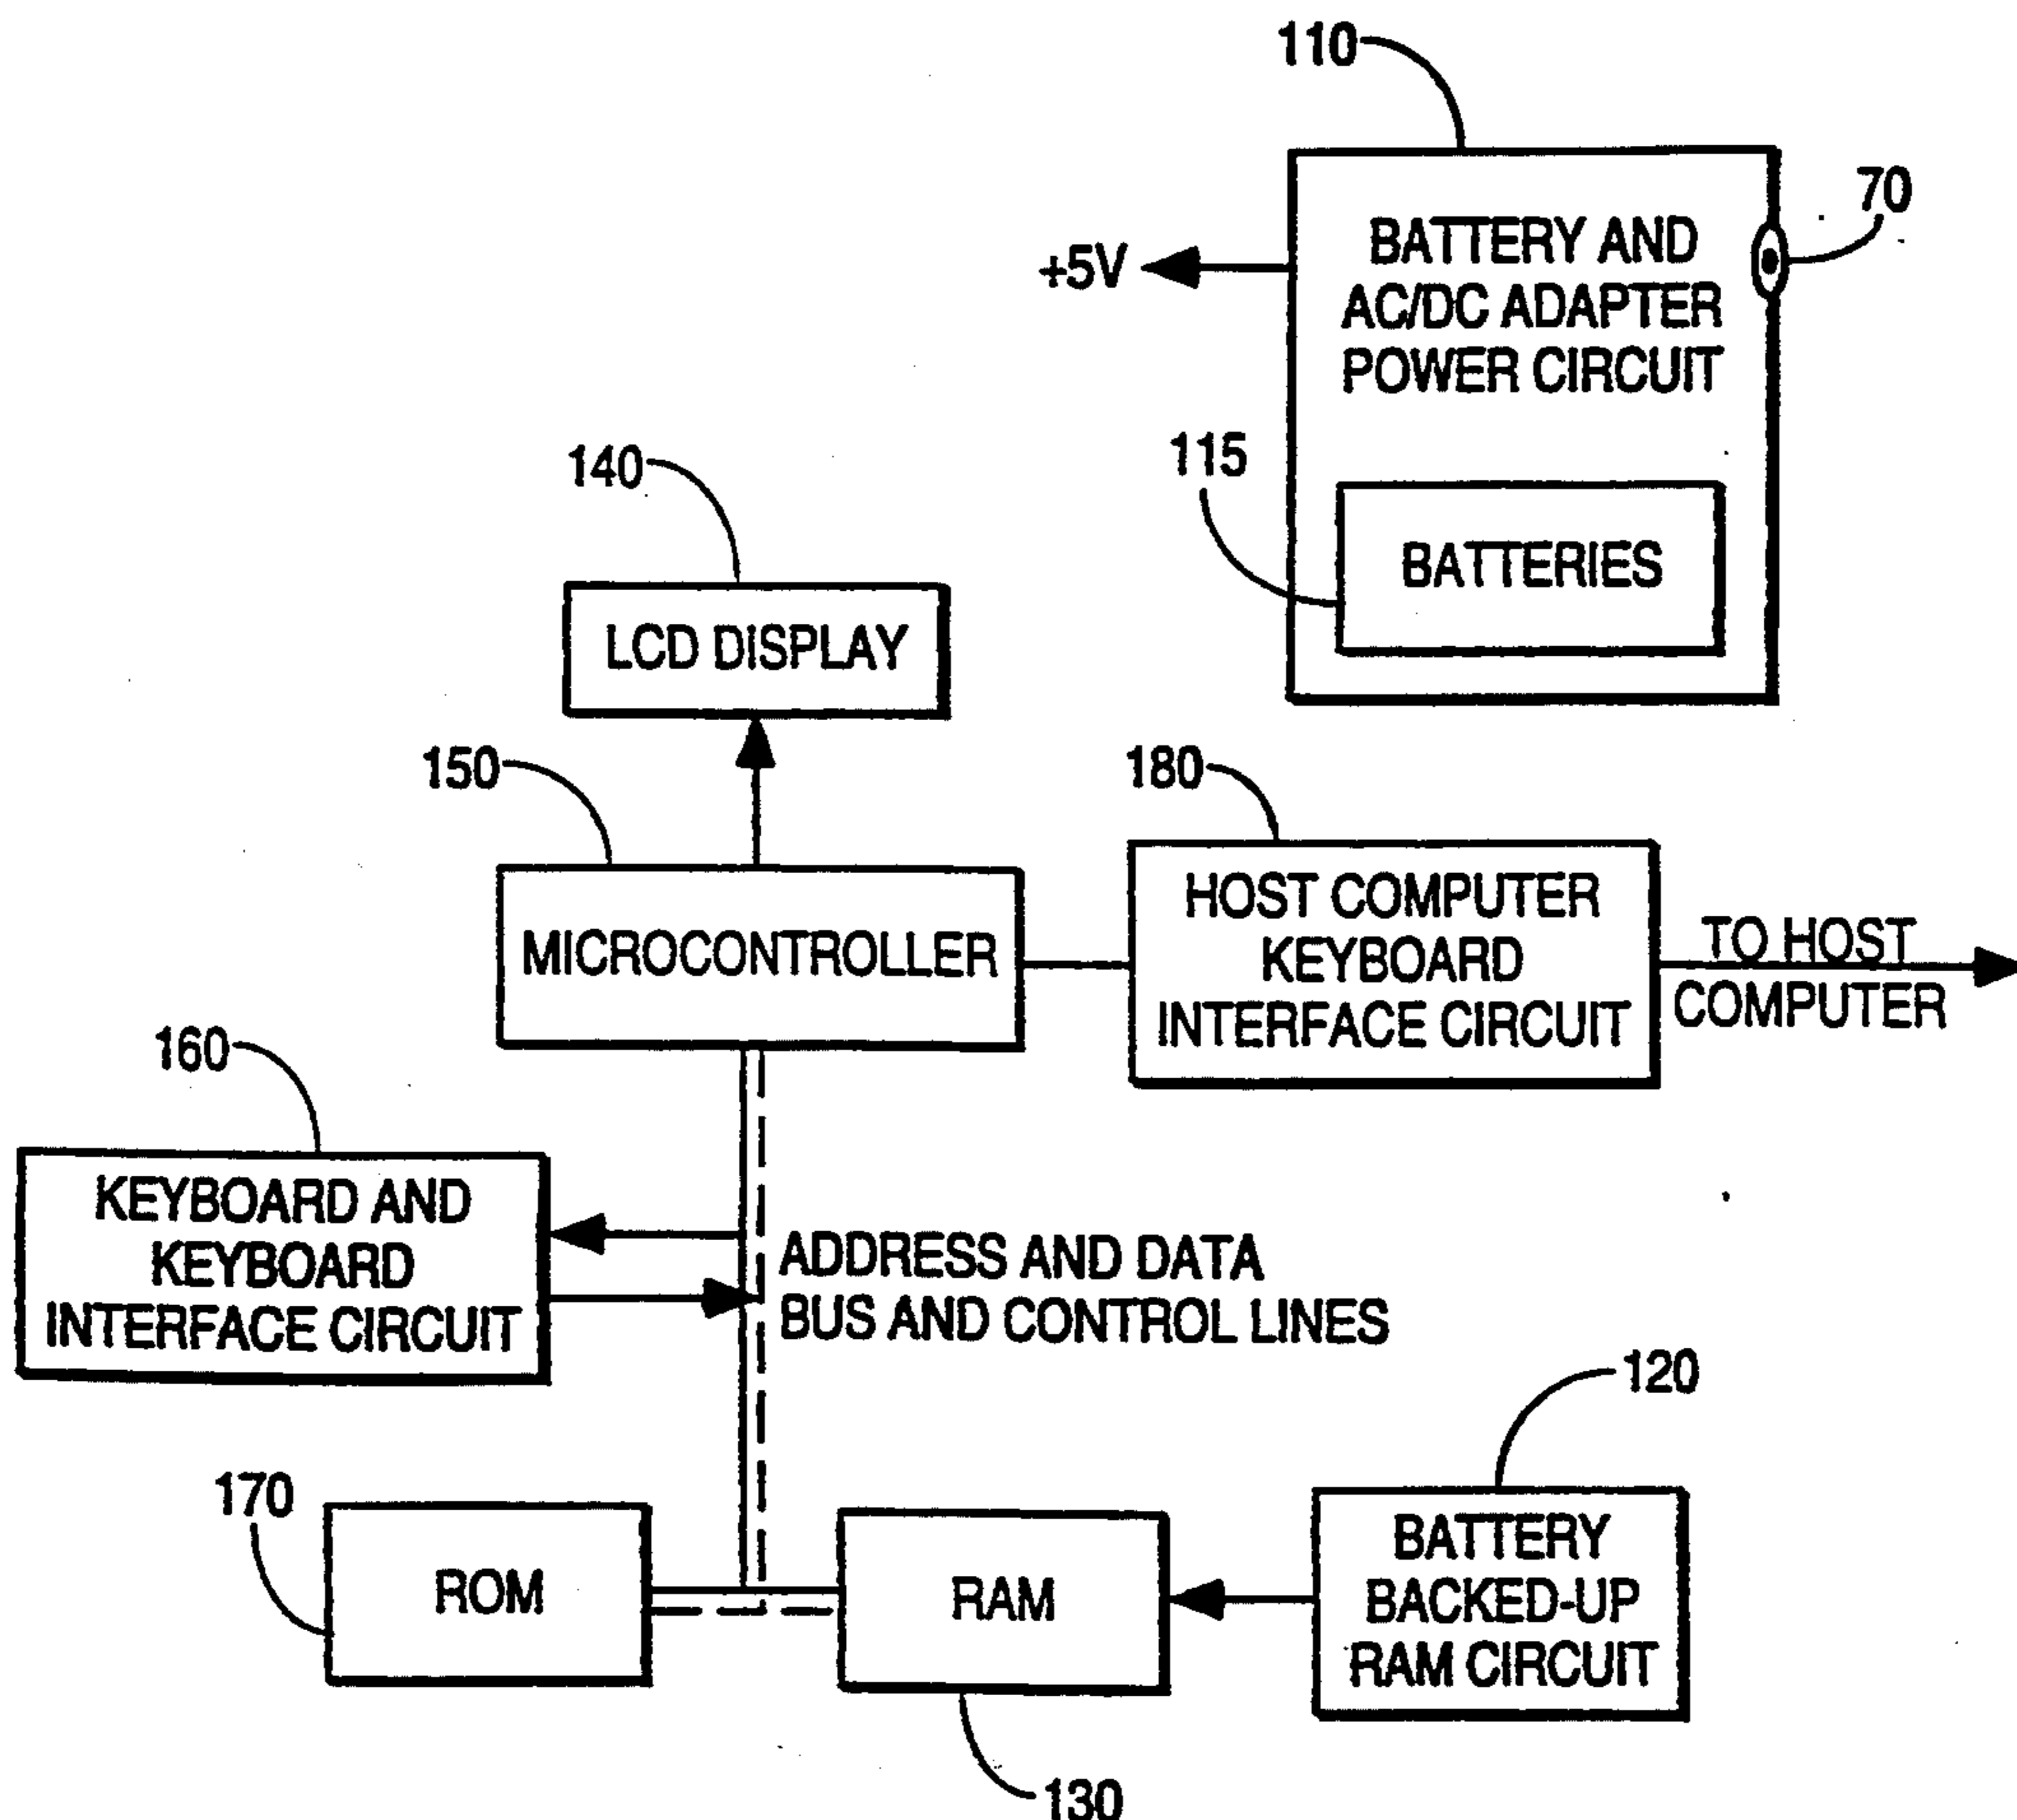 110
70
+5V
BATTERY AND
AC/DC ADAPTER
POWER CIRCUIT
115
BATTERIES
140
LCD DISPLAY
150
MICROCONTROLLER
180
HOST COMPUTER
KEYBOARD
INTERFACE CIRCUIT
TO HOST
COMPUTER
160
KEYBOARD AND
KEYBOARD
INTERFACE CIRCUIT
ADDRESS AND DATA
BUS AND CONTROL LINES
170
ROM
RAM
130
120
BATTERY
BACKED-UP
RAM CIRCUIT